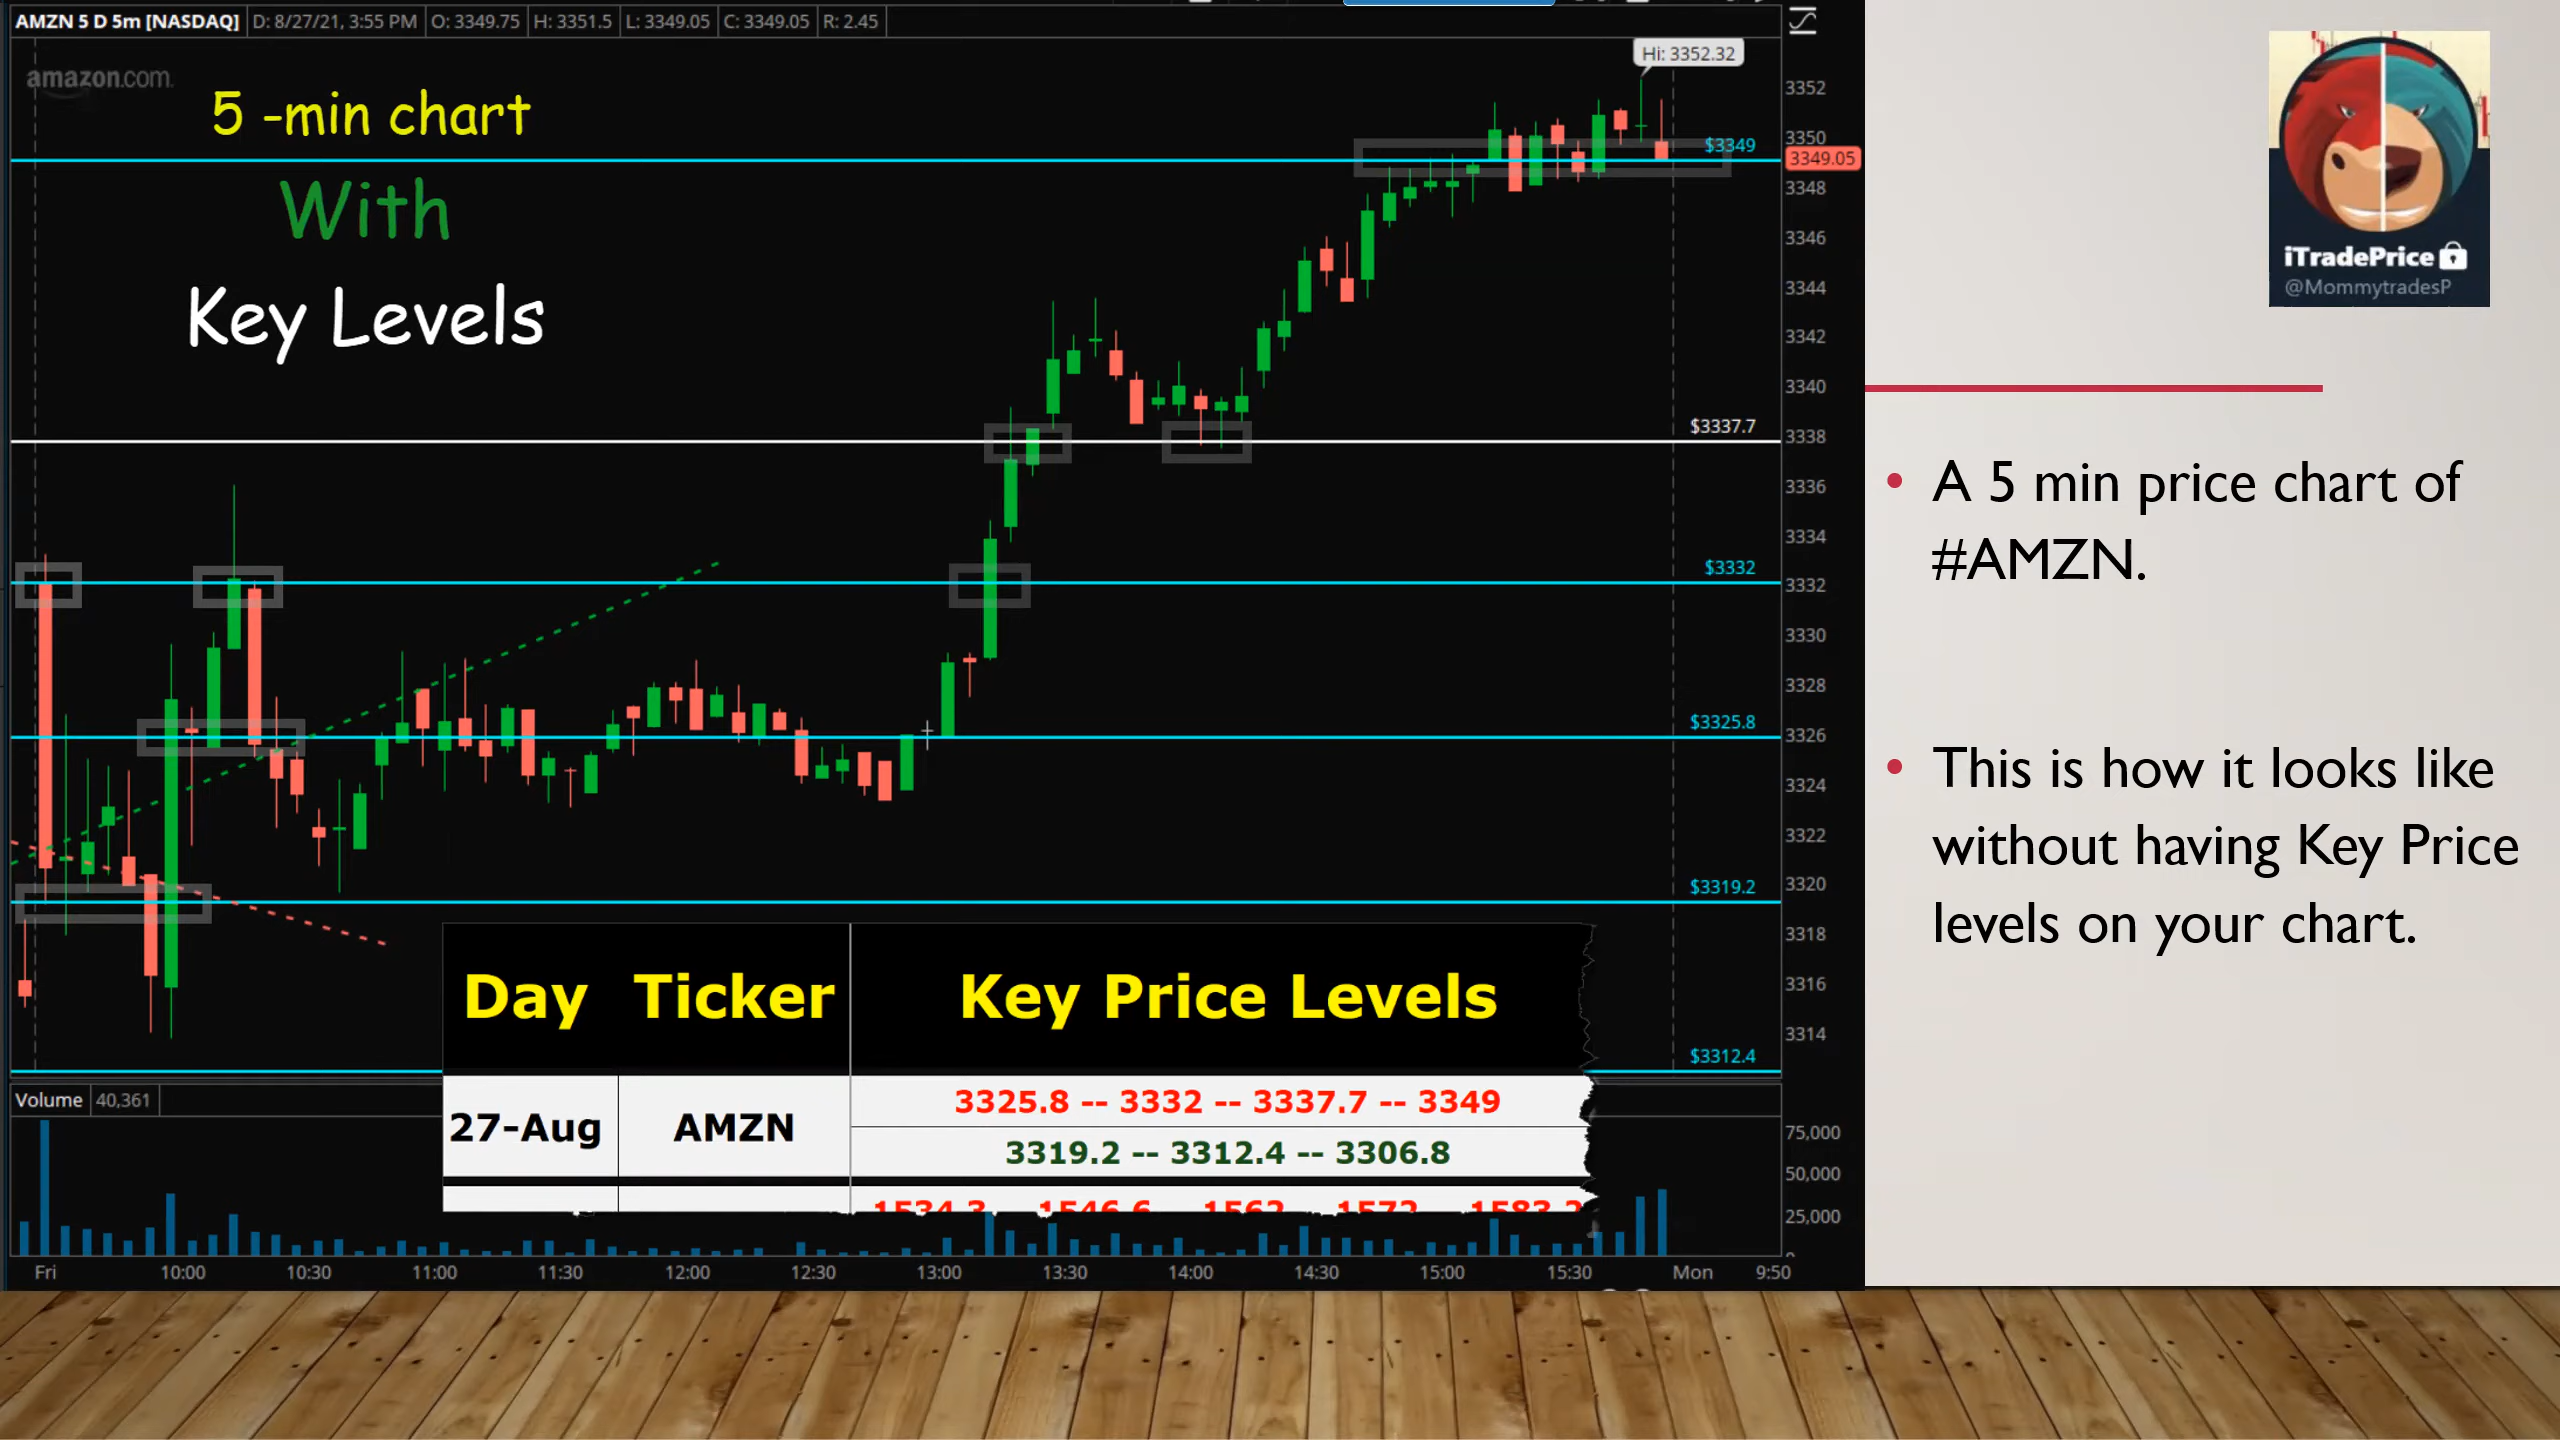 AMZN 5 D 5m [NASDAQ] D: 8/27/21, 3:55 PM O: 3349.75 H: 3351.5 L: 3349.05 C: 3349.05 R: 2.45
amazon.com.
5 -min chart
With
Key Levels
Hi: 3352.32
$3349
$3337.7
$3332
$3325.8
$3319.2
$3312.4
3352
3350
3349.05
3348
3346
3344
3342
3340
3338
3336
3334
3332
3330
3328
3326
3324
3322
3320
3318
3316
3314
Day Ticker Key Price Levels
27-Aug AMZN
3325.8 -- 3332 -- 3337.7 -- 3349
3319.2 -- 3312.4 -- 3306.8
Volume 40,361
75,000
50,000
25,000
Fri 10:00 10:30 11:00 11:30 12:00 12:30 13:00 13:30 14:00 14:30 15:00 15:30 Mon 9:50
iTradePrice
@MommytradesP
• A 5 min price chart of
#AMZN.
• This is how it looks like
without having Key Price
levels on your chart.